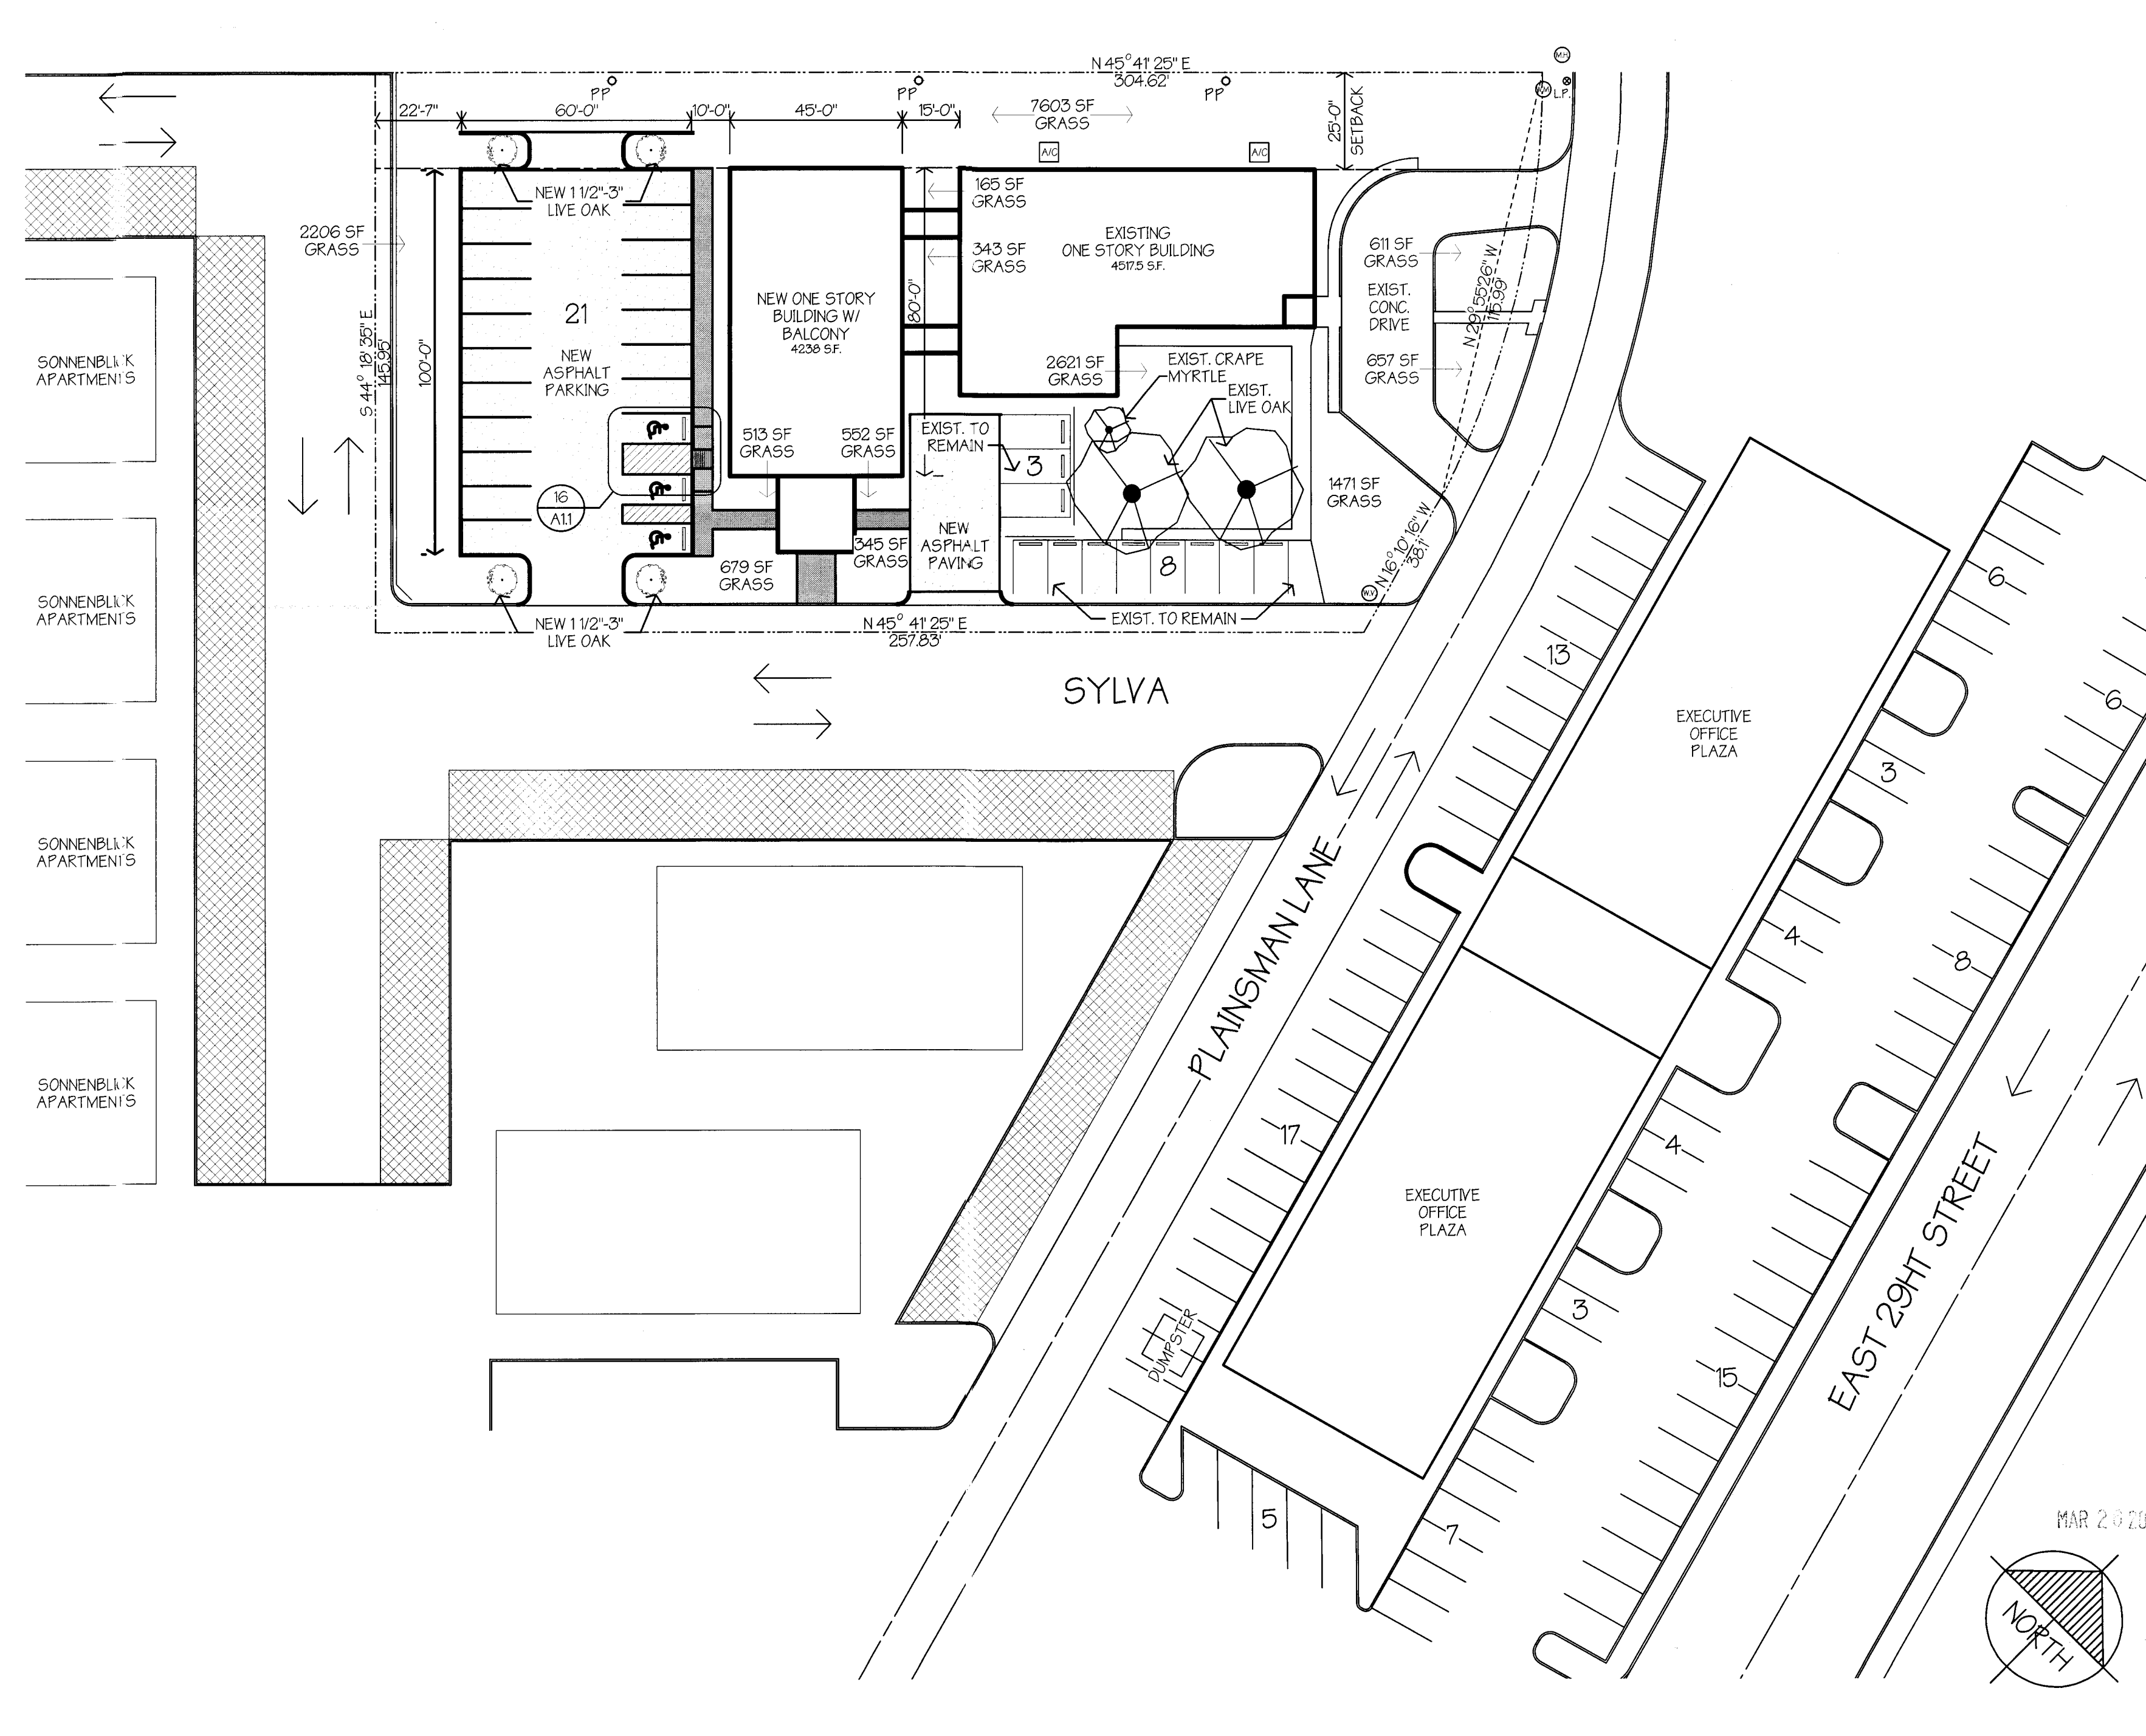 M.H.
N 45° 41' 25" E
304.62'
L.P.
PP
PP
PP
22'-7"
60'-0"
10'-0"
45'-0"
15'-0"
7603 SF
GRASS
25'-0"
SETBACK
A/C
A/C
NEW 1 1/2"-3"
LIVE OAK
165 SF
GRASS
2206 SF
GRASS
EXISTING
ONE STORY BUILDING
4517.5 S.F.
343 SF
GRASS
611 SF
GRASS
N 29° 55'26" W
115.99'
EXIST.
CONC.
DRIVE
657 SF
GRASS
S 44° 18' 35" E
145.95'
100'-0"
21
NEW
ASPHALT
PARKING
NEW ONE STORY
BUILDING W/
BALCONY
4238 S.F.
80'-0"
2621 SF
GRASS
EXIST. CRAPE
MYRTLE
EXIST.
LIVE OAK
513 SF
GRASS
552 SF
GRASS
EXIST. TO
REMAIN
3
1471 SF
GRASS
16
A1.1
NEW
ASPHALT
PAVING
345 SF
GRASS
679 SF
GRASS
8
N 16° 10' 16" W
38.1'
W.V.
NEW 1 1/2"-3"
LIVE OAK
N 45° 41' 25" E
257.83'
EXIST. TO REMAIN
SYLVA
SONNENBLICK
APARTMENTS
SONNENBLICK
APARTMENTS
SONNENBLICK
APARTMENTS
SONNENBLICK
APARTMENTS
PLAINSMAN LANE
13
EXECUTIVE
OFFICE
PLAZA
6
6
3
4
8
17
4
EXECUTIVE
OFFICE
PLAZA
3
15
EAST 29HT STREET
DUMPSTER
5
7
MAR 20 20
NORTH